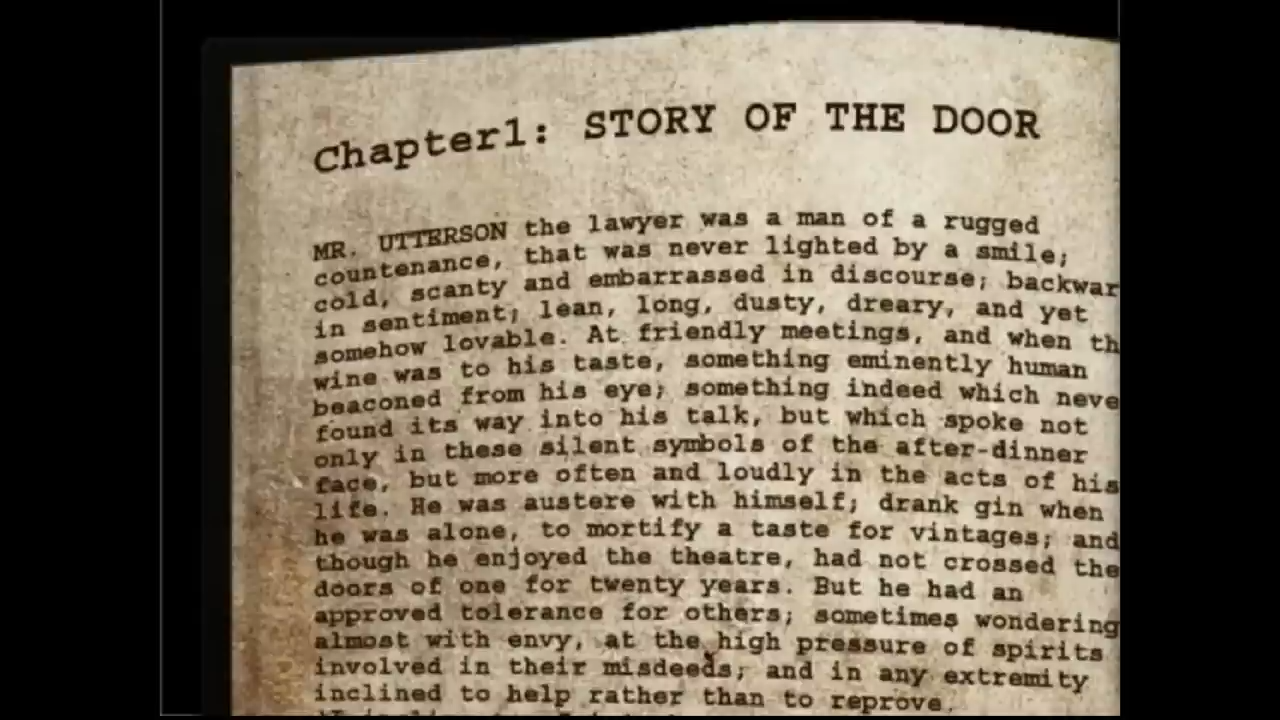 Chapter1: STORY OF THE DOOR
MR. UTTERSON the lawyer was a man of a rugged
countenance, that was never lighted by a smile;
cold, scanty and embarrassed in discourse; backwar
in sentiment; lean, long, dusty, dreary, and yet
somehow lovable. At friendly meetings, and when th
wine was to his taste, something eminently human
beaconed from his eye; something indeed which neve
found its way into his talk, but which spoke not
only in these silent symbols of the after-dinner
face, but more often and loudly in the acts of his
life. He was austere with himself; drank gin when
he was alone, to mortify a taste for vintages; and
though he enjoyed the theatre, had not crossed the
doors of one for twenty years. But he had an
approved tolerance for others; sometimes wondering
almost with envy, at the high pressure of spirits
involved in their misdeeds; and in any extremity
inclined to help rather than to reprove.